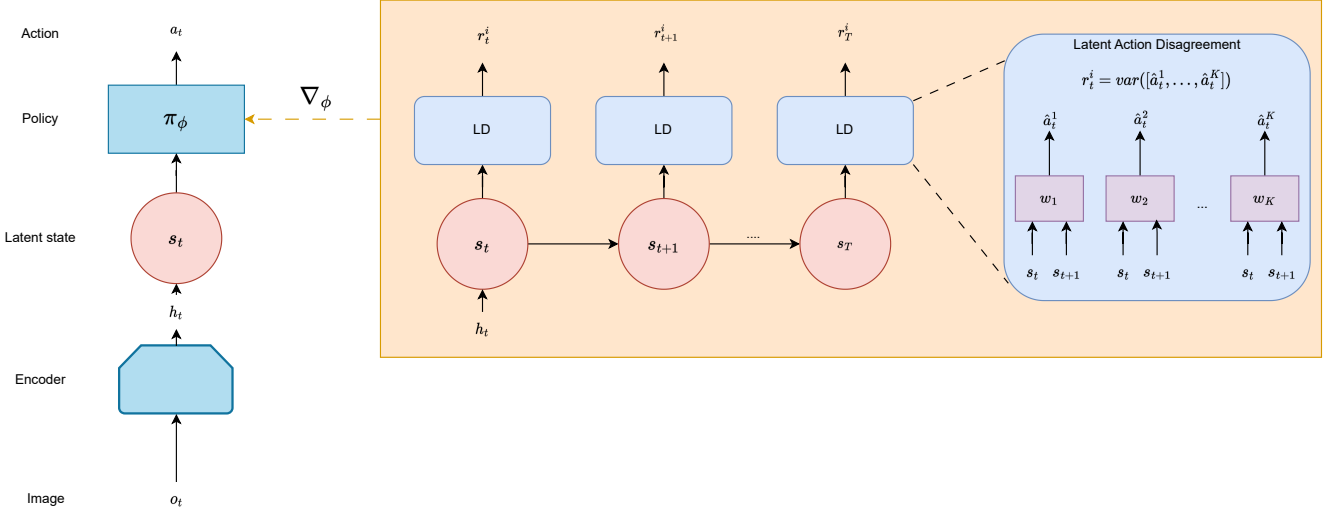 Action
a_t
Policy
π_ϕ
∇_ϕ
Latent state
s_t
h_t
Encoder
Image
o_t
r_t^i
r_{t+1}^i
r_T^i
LD
LD
LD
s_t
s_{t+1}
....
s_T
h_t
Latent Action Disagreement
r_t^i = var([â_t^1, . . . , â_t^K])
â_t^1
â_t^2
â_t^K
w_1
w_2
...
w_K
s_t s_{t+1}
s_t s_{t+1}
s_t s_{t+1}